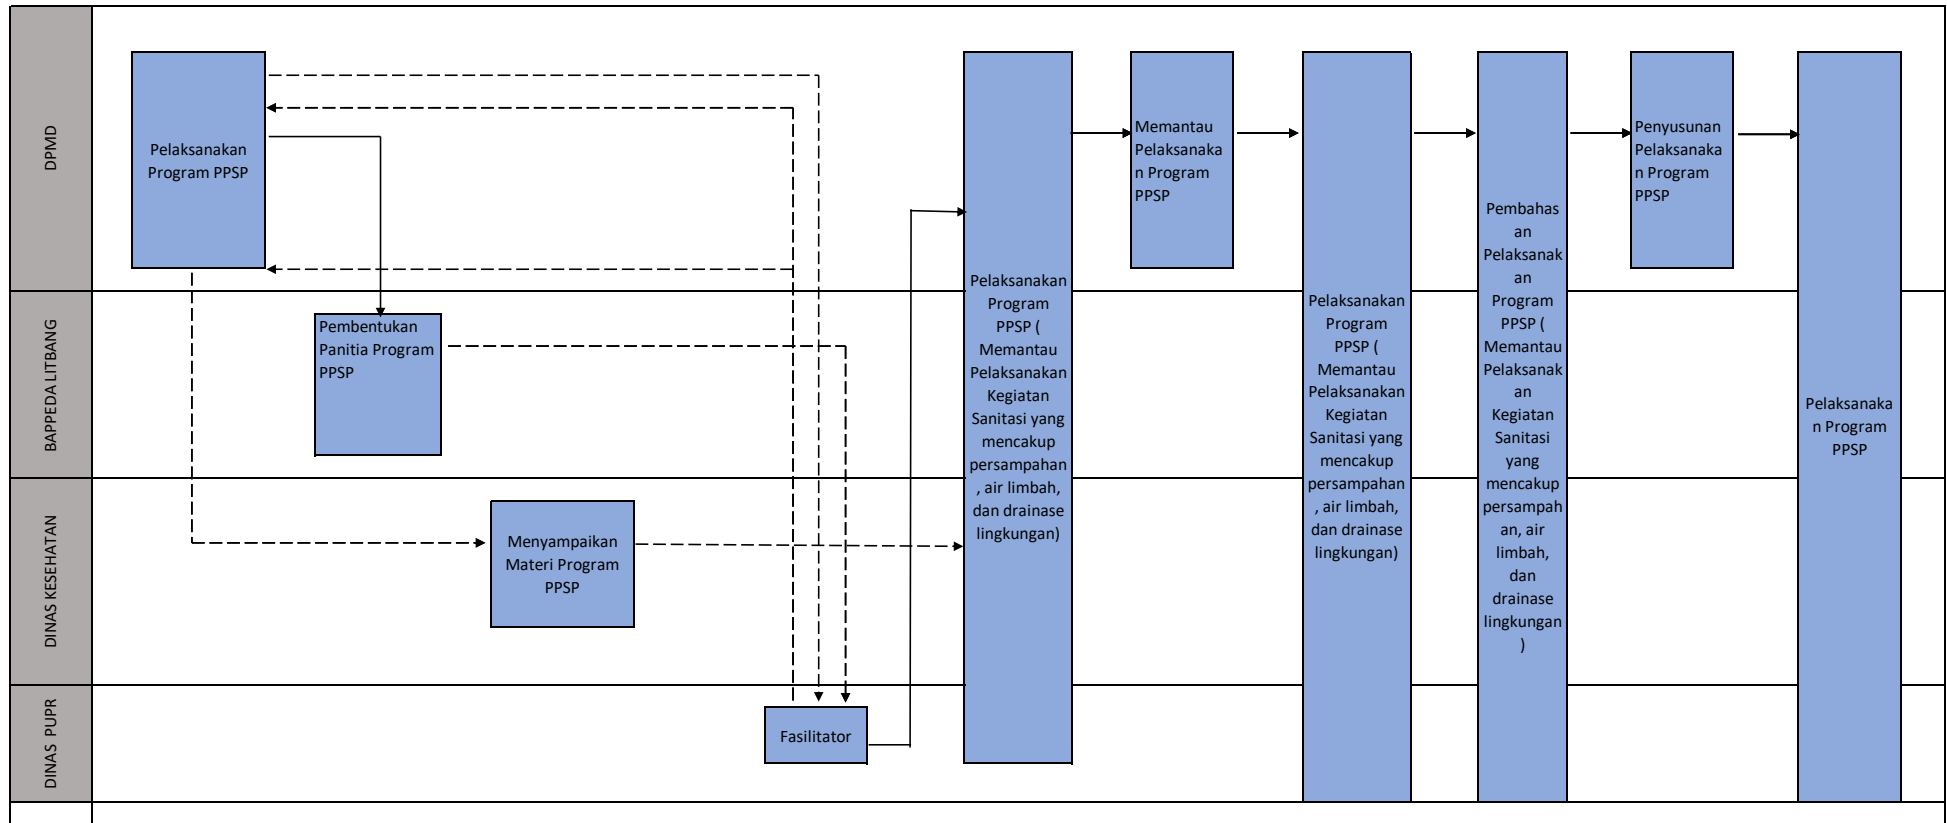 DPMD
Pelaksanakan
Program PPSP
Memantau
Pelaksanaka
n Program
PPSP
Penyusunan
Pelaksanaka
n Program
PPSP
Pelaksanakan
Program
PPSP (
Memantau
Pelaksanakan
Kegiatan
Sanitasi yang
mencakup
persampahan
, air limbah,
dan drainase
lingkungan)
Pelaksanakan
Program
PPSP (
Memantau
Pelaksanakan
Kegiatan
Sanitasi yang
mencakup
persampahan
, air limbah,
dan drainase
lingkungan)
Pembahas
an
Pelaksanak
an
Program
PPSP (
Memantau
Pelaksanak
an
Kegiatan
Sanitasi
yang
mencakup
persampah
an, air
limbah,
dan
drainase
lingkungan
)
Pelaksanaka
n Program
PPSP
BAPPEDA LITBANG
Pembentukan
Panitia Program
PPSP
DINAS KESEHATAN
Menyampaikan
Materi Program
PPSP
DINAS PUPR
Fasilitator